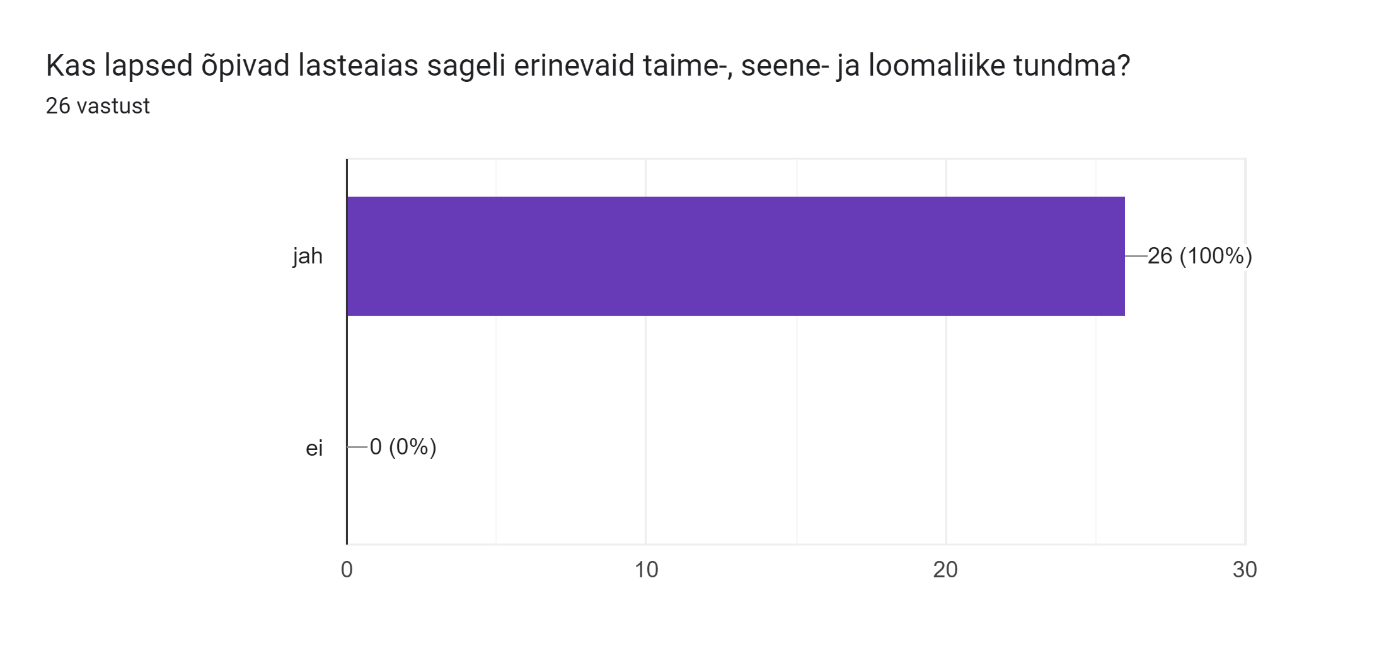 Kas lapsed õpivad lasteaias sageli erinevaid taime-, seene- ja loomaliike tundma?
26 vastust
jah
26 (100%)
ei
0 (0%)
0
10
20
30